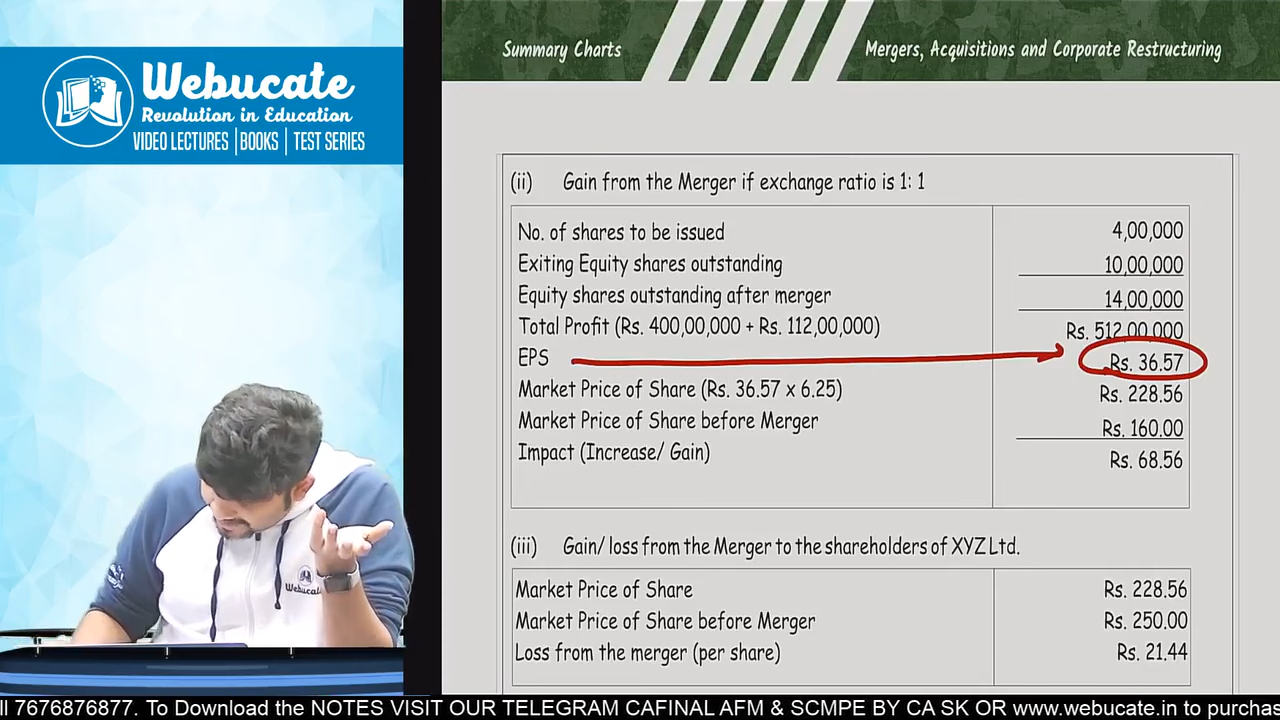 Webucate
Revolution in Education
VIDEO LECTURES | BOOKS | TEST SERIES
Summary Charts
Mergers, Acquisitions and Corporate Restructuring
(ii) Gain from the Merger if exchange ratio is 1: 1
No. of shares to be issued 4,00,000
Exiting Equity shares outstanding 10,00,000
Equity shares outstanding after merger 14,00,000
Total Profit (Rs. 400,00,000 + Rs. 112,00,000) Rs. 512,00,000
EPS Rs. 36.57
Market Price of Share (Rs. 36.57 x 6.25) Rs. 228.56
Market Price of Share before Merger Rs. 160.00
Impact (Increase/ Gain) Rs. 68.56
(iii) Gain/ loss from the Merger to the shareholders of XYZ Ltd.
Market Price of Share Rs. 228.56
Market Price of Share before Merger Rs. 250.00
Loss from the merger (per share) Rs. 21.44
Webucate
ll 7676876877. To Download the NOTES VISIT OUR TELEGRAM CAFINAL AFM & SCMPE BY CA SK OR www.webucate.in to purchas